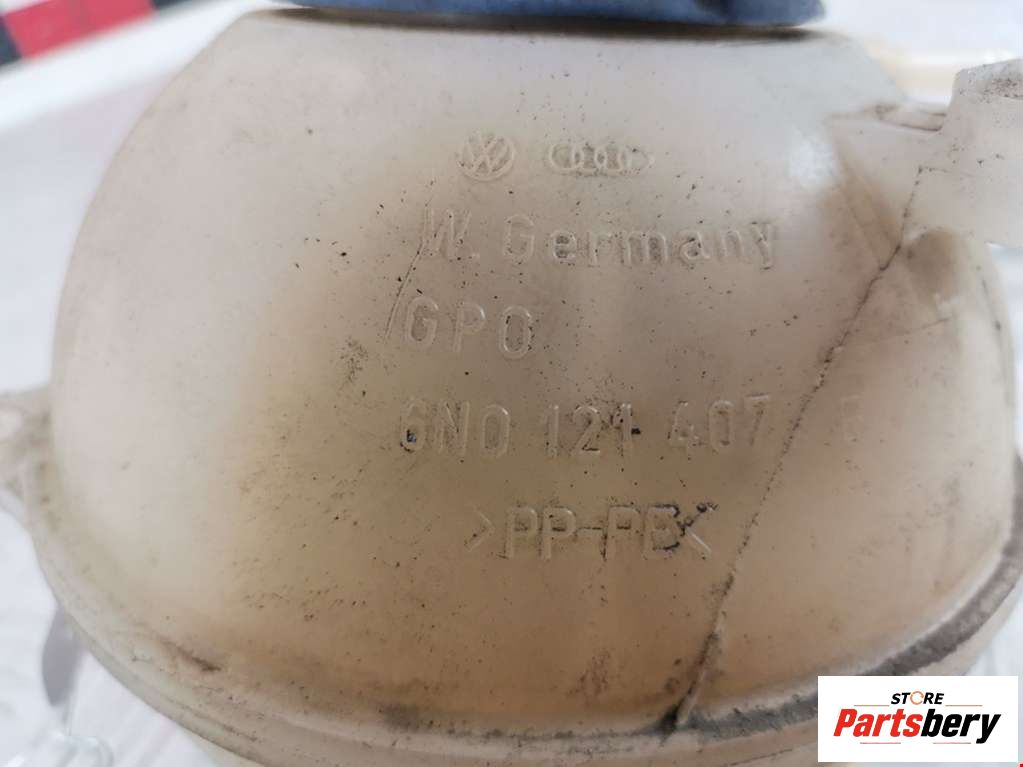 W. Germany
GPO
6N0 121 407
>PP-PE<
STORE
Partsbery